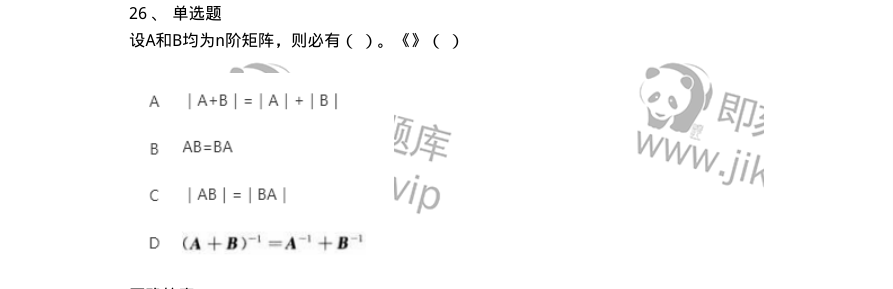 26 、 单选题
设A和B均为n阶矩阵，则必有（ ）。《》（ ）
A | A+B | = | A | + | B |
B AB=BA
C | AB | = | BA |
D (A+B)⁻¹=A⁻¹+B⁻¹
题库
vip
即
www.jik